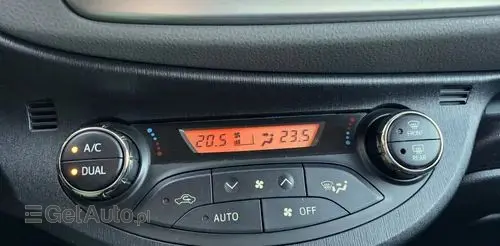 20.5 23.5
A/C
DUAL
FRONT
REAR
AUTO
OFF
GetAuto.pl